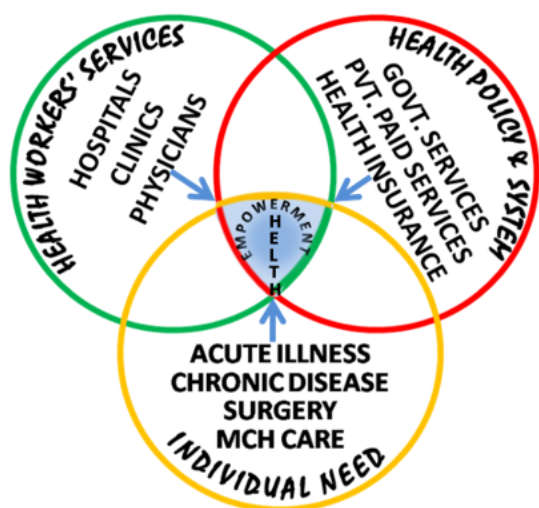 HEALTH WORKERS' SERVICES
HOSPITALS
CLINICS
PHYSICIANS
HEALTH POLICY & SYSTEM
GOVT. SERVICES
PVT. PAID SERVICES
HEALTH INSURANCE
EMPOWERMENT
HELTH
ACUTE ILLNESS
CHRONIC DISEASE
SURGERY
MCH CARE
INDIVIDUAL NEED